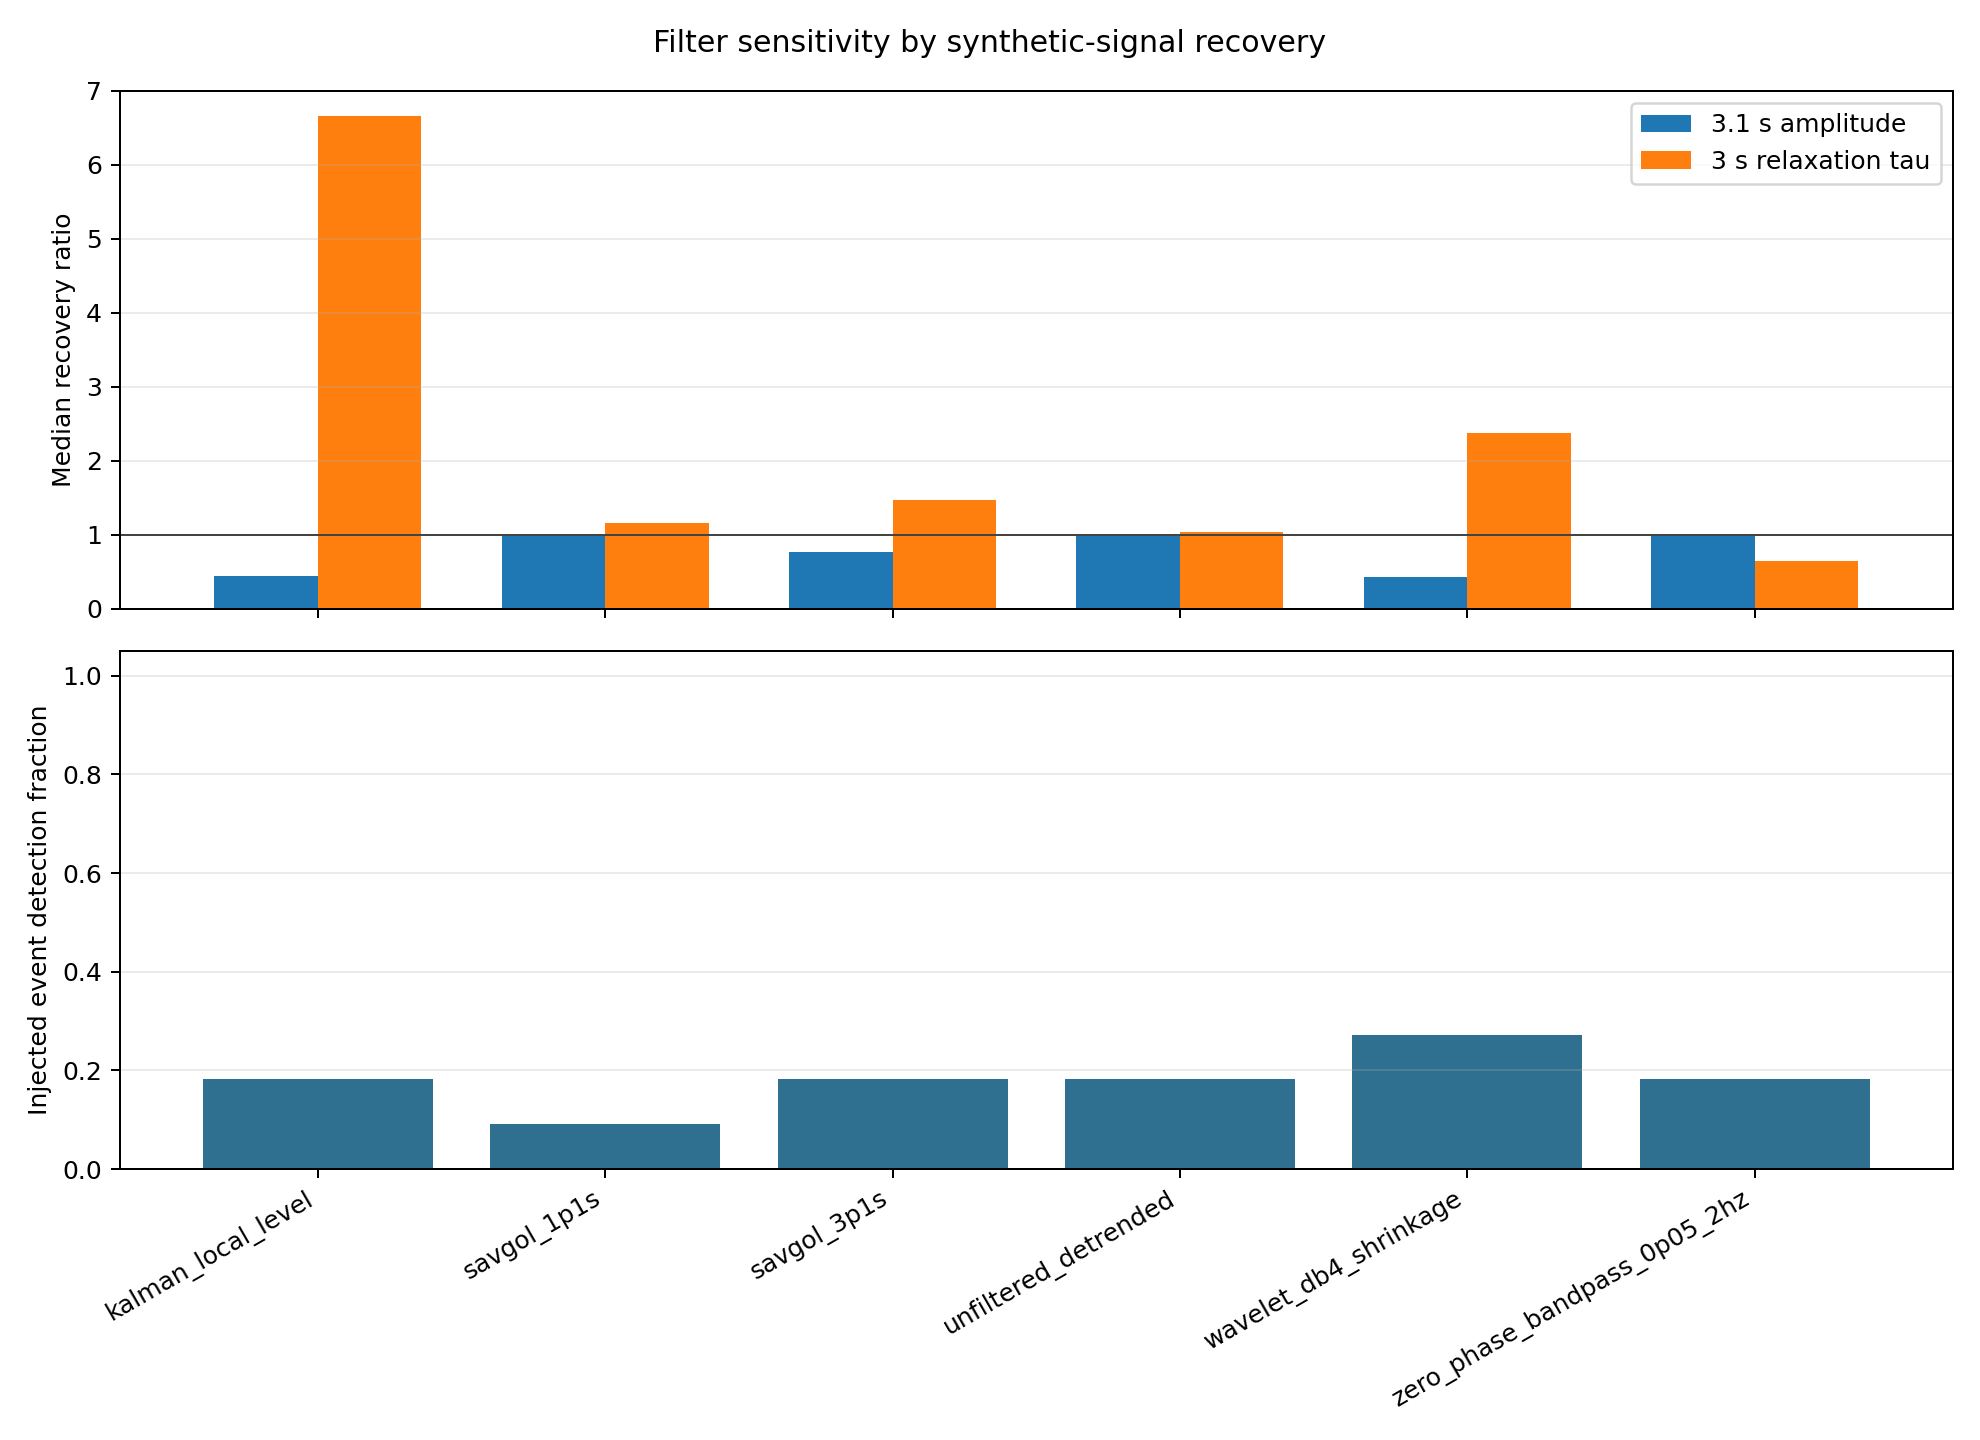 Filter sensitivity by synthetic-signal recovery
7
6
5
4
3
2
1
0
Median recovery ratio
3.1 s amplitude
3 s relaxation tau
1.0
0.8
0.6
0.4
0.2
0.0
Injected event detection fraction
kalman_local_level
savgol_1p1s
savgol_3p1s
unfiltered_detrended
wavelet_db4_shrinkage
zero_phase_bandpass_0p05_2hz